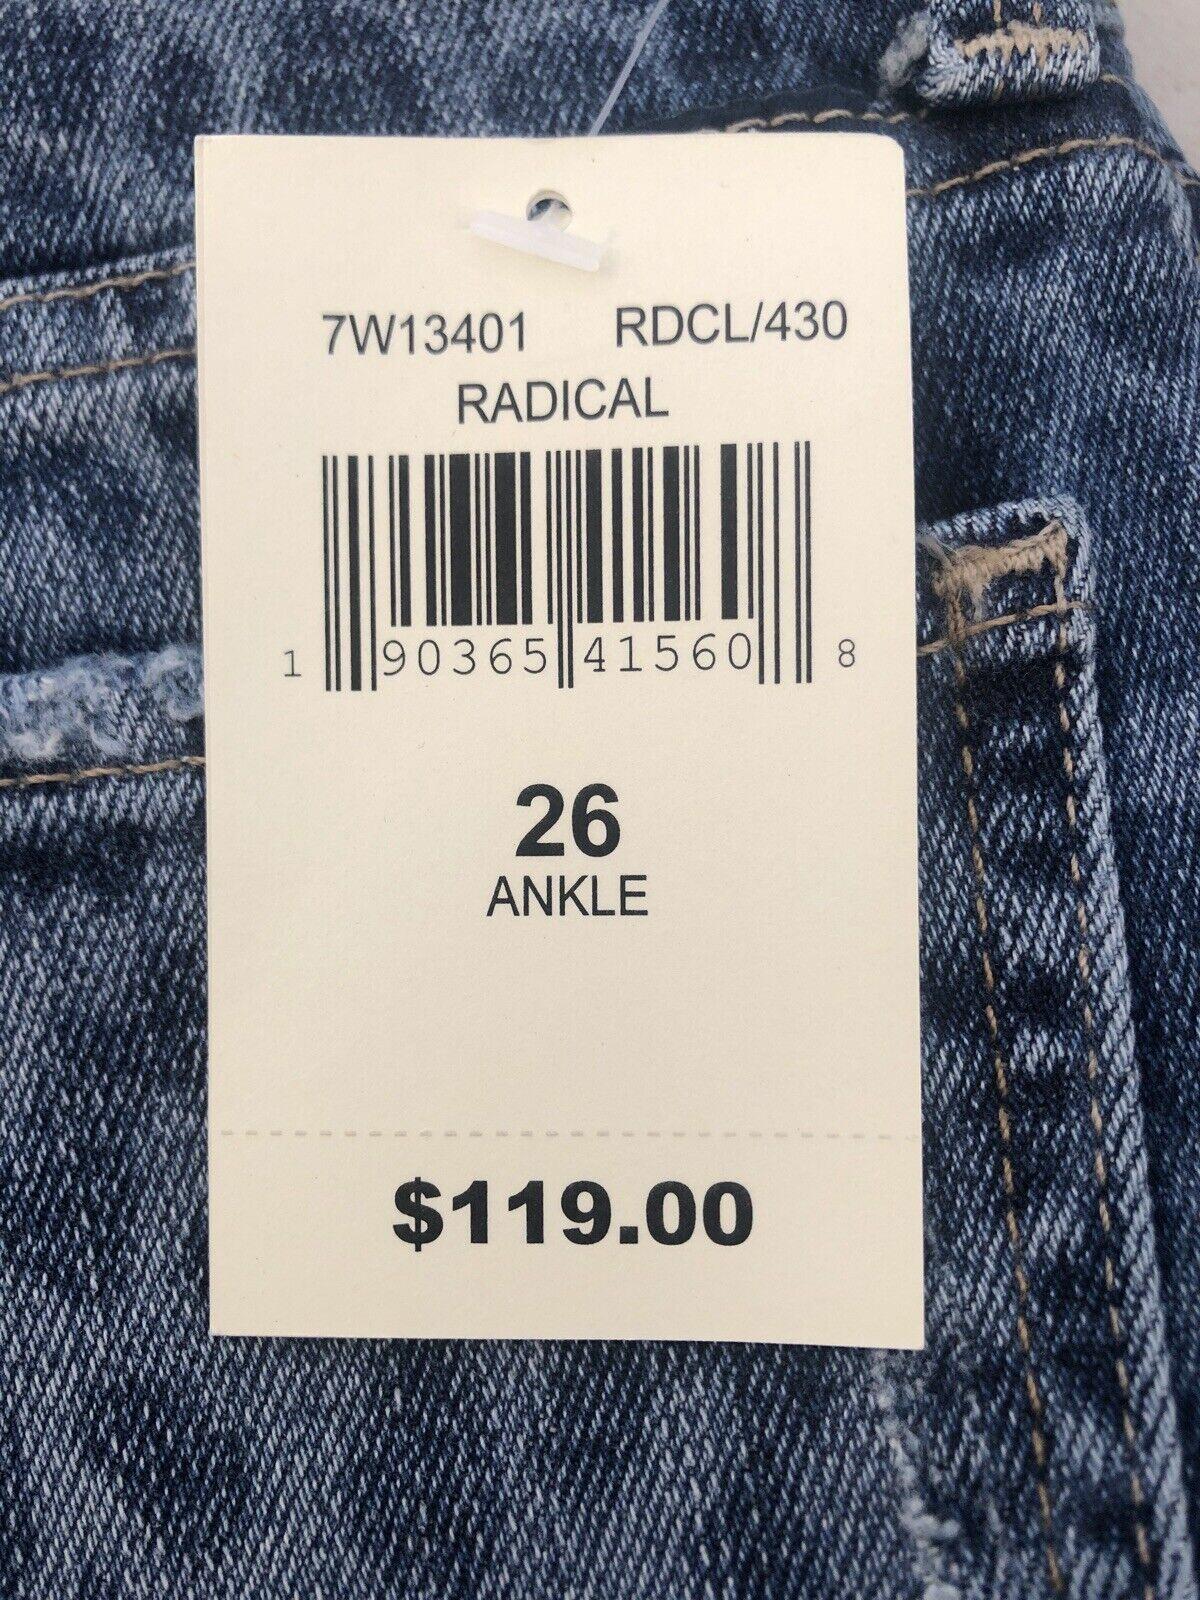 7W13401 RDCL/430
RADICAL
1 90365 41560 8
26
ANKLE
$119.00